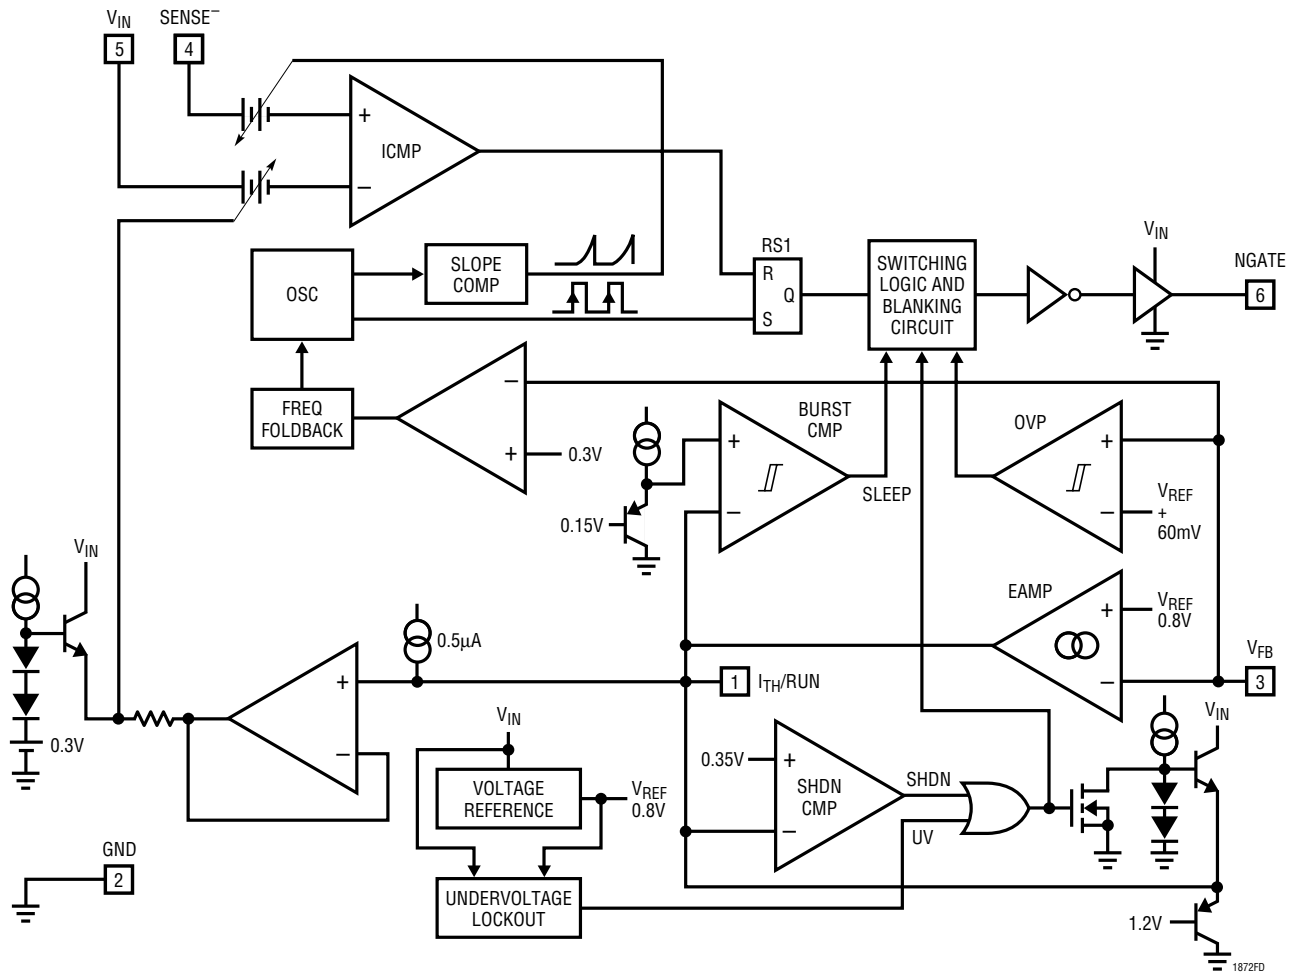 VIN
SENSE–
5
4
+
ICMP
–
RS1
VIN
NGATE
OSC
SLOPE
COMP
R
Q
S
SWITCHING
LOGIC AND
BLANKING
CIRCUIT
6
FREQ
FOLDBACK
–
+
0.3V
BURST
CMP
+
–
0.15V
SLEEP
OVP
+
–
VREF
+
60mV
VIN
0.3V
0.5µA
+
–
EAMP
+
–
VREF
0.8V
VFB
3
1
ITH/RUN
VIN
VOLTAGE
REFERENCE
VREF
0.8V
0.35V
+
–
SHDN
CMP
SHDN
UV
VIN
GND
2
UNDERVOLTAGE
LOCKOUT
1.2V
1872FD